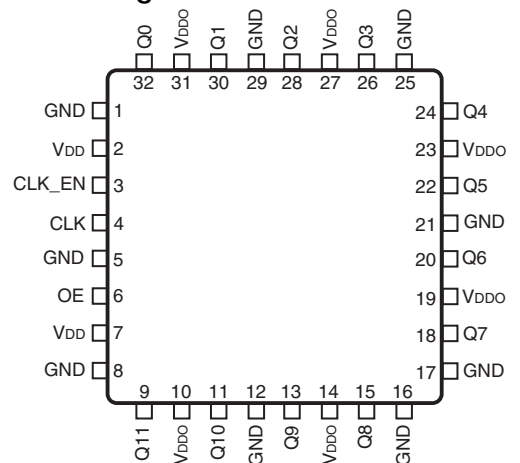 Q0 VDDO Q1 GND Q2 VDDO Q3 GND
32 31 30 29 28 27 26 25
GND 1 24 Q4
VDD 2 23 VDDO
CLK_EN 3 22 Q5
CLK 4 21 GND
GND 5 20 Q6
OE 6 19 VDDO
VDD 7 18 Q7
GND 8 17 GND
9 10 11 12 13 14 15 16
Q11 VDDO Q10 GND Q9 VDDO Q8 GND